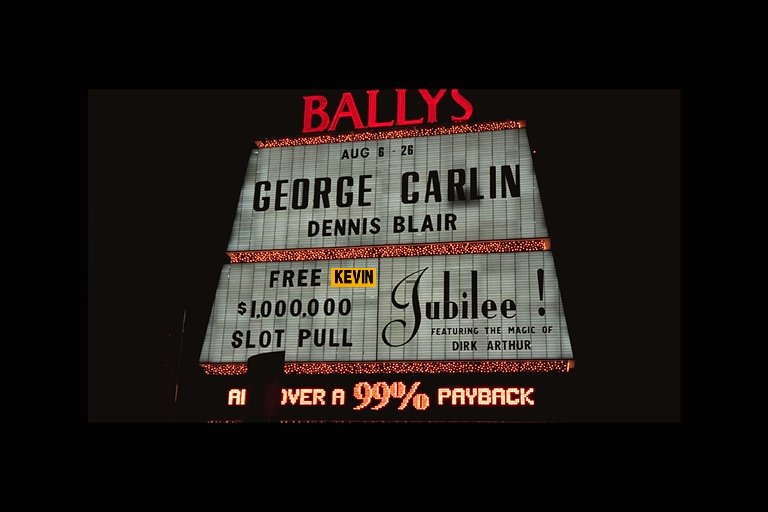 BALLYS
AUG 6 - 26
GEORGE CARLIN
DENNIS BLAIR
FREE KEVIN
$1,000,000
SLOT PULL
Jubilee !
FEATURING THE MAGIC OF
DIRK ARTHUR
OVER A 99% PAYBACK